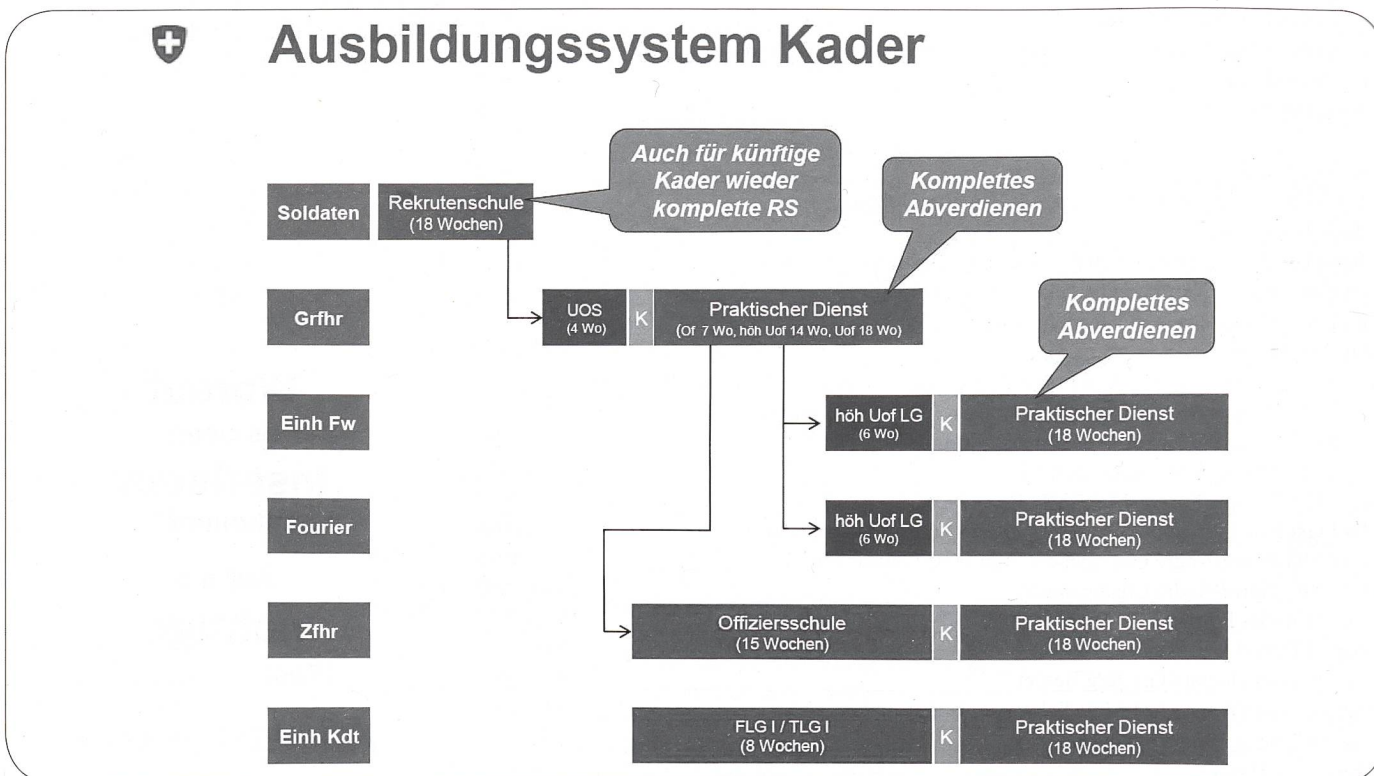 Ausbildungssystem Kader
Auch für künftige
Kader wieder
komplette RS
Komplettes
Abverdienen
Soldaten
Rekrutenschule
(18 Wochen)
Grfhr
UOS
(4 Wo)
K
Praktischer Dienst
(Of 7 Wo, höh Uof 14 Wo, Uof 18 Wo)
Komplettes
Abverdienen
Einh Fw
höh Uof LG
(6 Wo)
K
Praktischer Dienst
(18 Wochen)
Fourier
höh Uof LG
(6 Wo)
K
Praktischer Dienst
(18 Wochen)
Zfhr
Offiziersschule
(15 Wochen)
K
Praktischer Dienst
(18 Wochen)
Einh Kdt
FLG I / TLG I
(8 Wochen)
K
Praktischer Dienst
(18 Wochen)